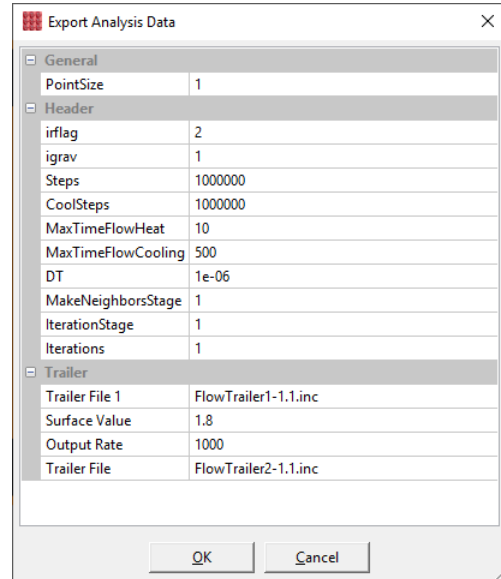 Export Analysis Data
General
PointSize 1
Header
irflag 2
igrav 1
Steps 1000000
CoolSteps 1000000
MaxTimeFlowHeat 10
MaxTimeFlowCooling 500
DT 1e-06
MakeNeighborsStage 1
IterationStage 1
Iterations 1
Trailer
Trailer File 1 FlowTrailer1-1.1.inc
Surface Value 1.8
Output Rate 1000
Trailer File FlowTrailer2-1.1.inc
OK Cancel